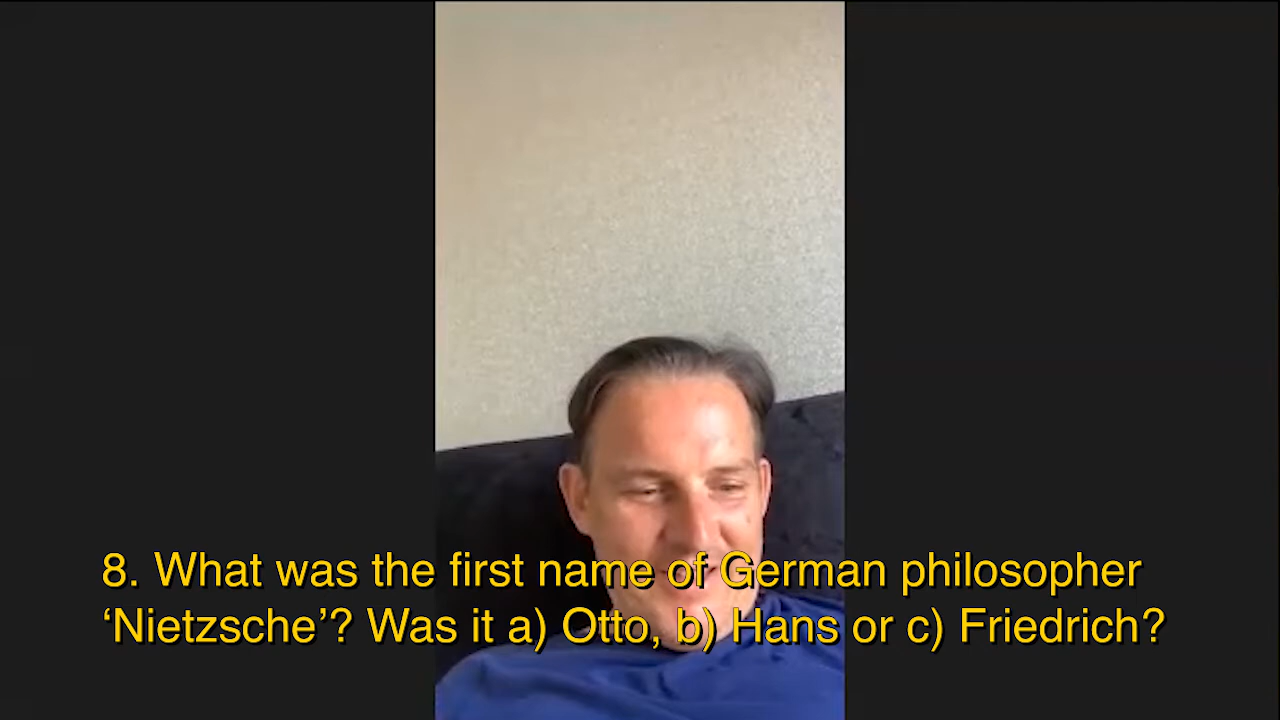 8. What was the first name of German philosopher
‘Nietzsche’? Was it a) Otto, b) Hans or c) Friedrich?